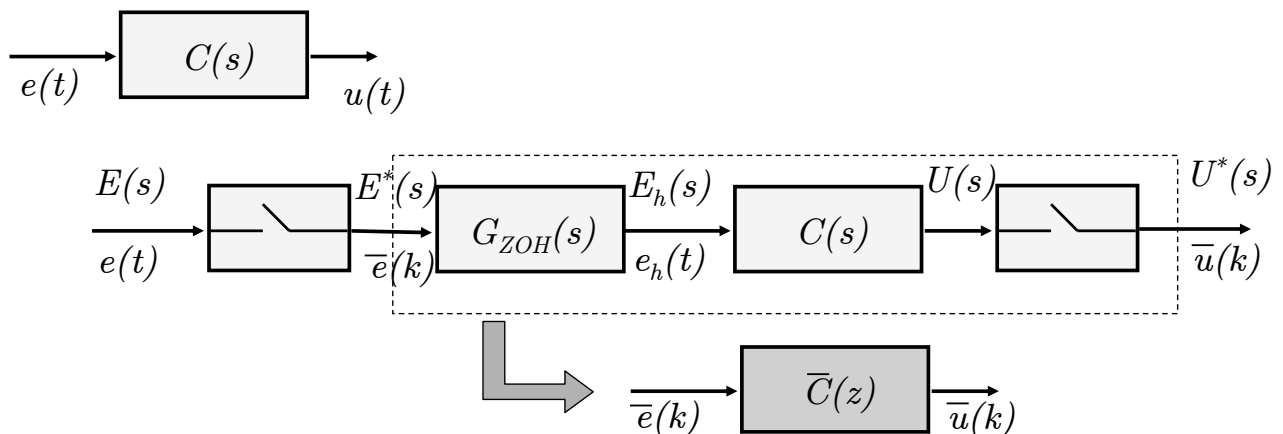 C(s)
e(t) u(t)
E(s) E*(s) E_h(s) U(s) U*(s)
G_ZOH(s) C(s)
e(t) e̅(k) e_h(t) u̅(k)
C̅(z)
e̅(k) u̅(k)